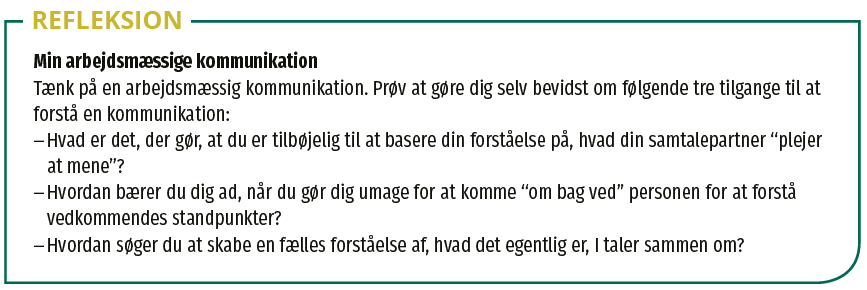 REFLEKSION
Min arbejdsmæssige kommunikation
Tænk på en arbejdsmæssig kommunikation. Prøv at gøre dig selv bevidst om følgende tre tilgange til at
forstå en kommunikation:
– Hvad er det, der gør, at du er tilbøjelig til at basere din forståelse på, hvad din samtalepartner “plejer
at mene”?
– Hvordan bærer du dig ad, når du gør dig umage for at komme “om bag ved” personen for at forstå
vedkommendes standpunkter?
– Hvordan søger du at skabe en fælles forståelse af, hvad det egentlig er, I taler sammen om?